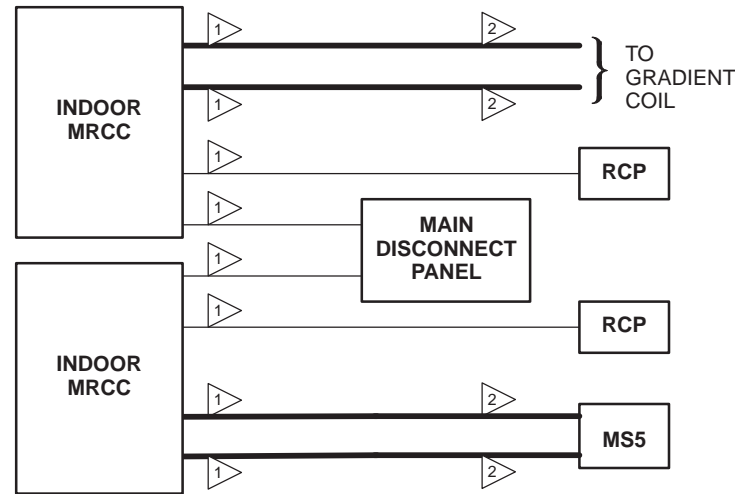 1
2
TO
GRADIENT
COIL
1
2
INDOOR
MRCC
1
RCP
1
MAIN
DISCONNECT
PANEL
1
1
RCP
INDOOR
MRCC
1
2
MS5
1
2